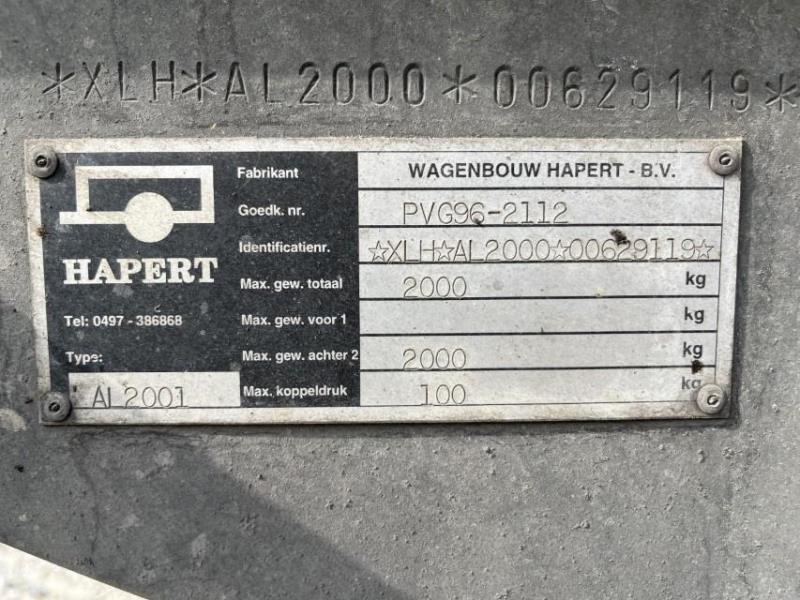 *XLH*AL2000*00629119*
HAPERT
Tel: 0497 - 386868
Type:
AL2001
Fabrikant WAGENBOUW HAPERT - B.V.
Goedk. nr. PVG96-2112
Identificatienr. ☆XLH☆AL2000☆00629119☆
Max. gew. totaal 2000 kg
Max. gew. voor 1 kg
Max. gew. achter 2 2000 kg
Max. koppeldruk 100 kg